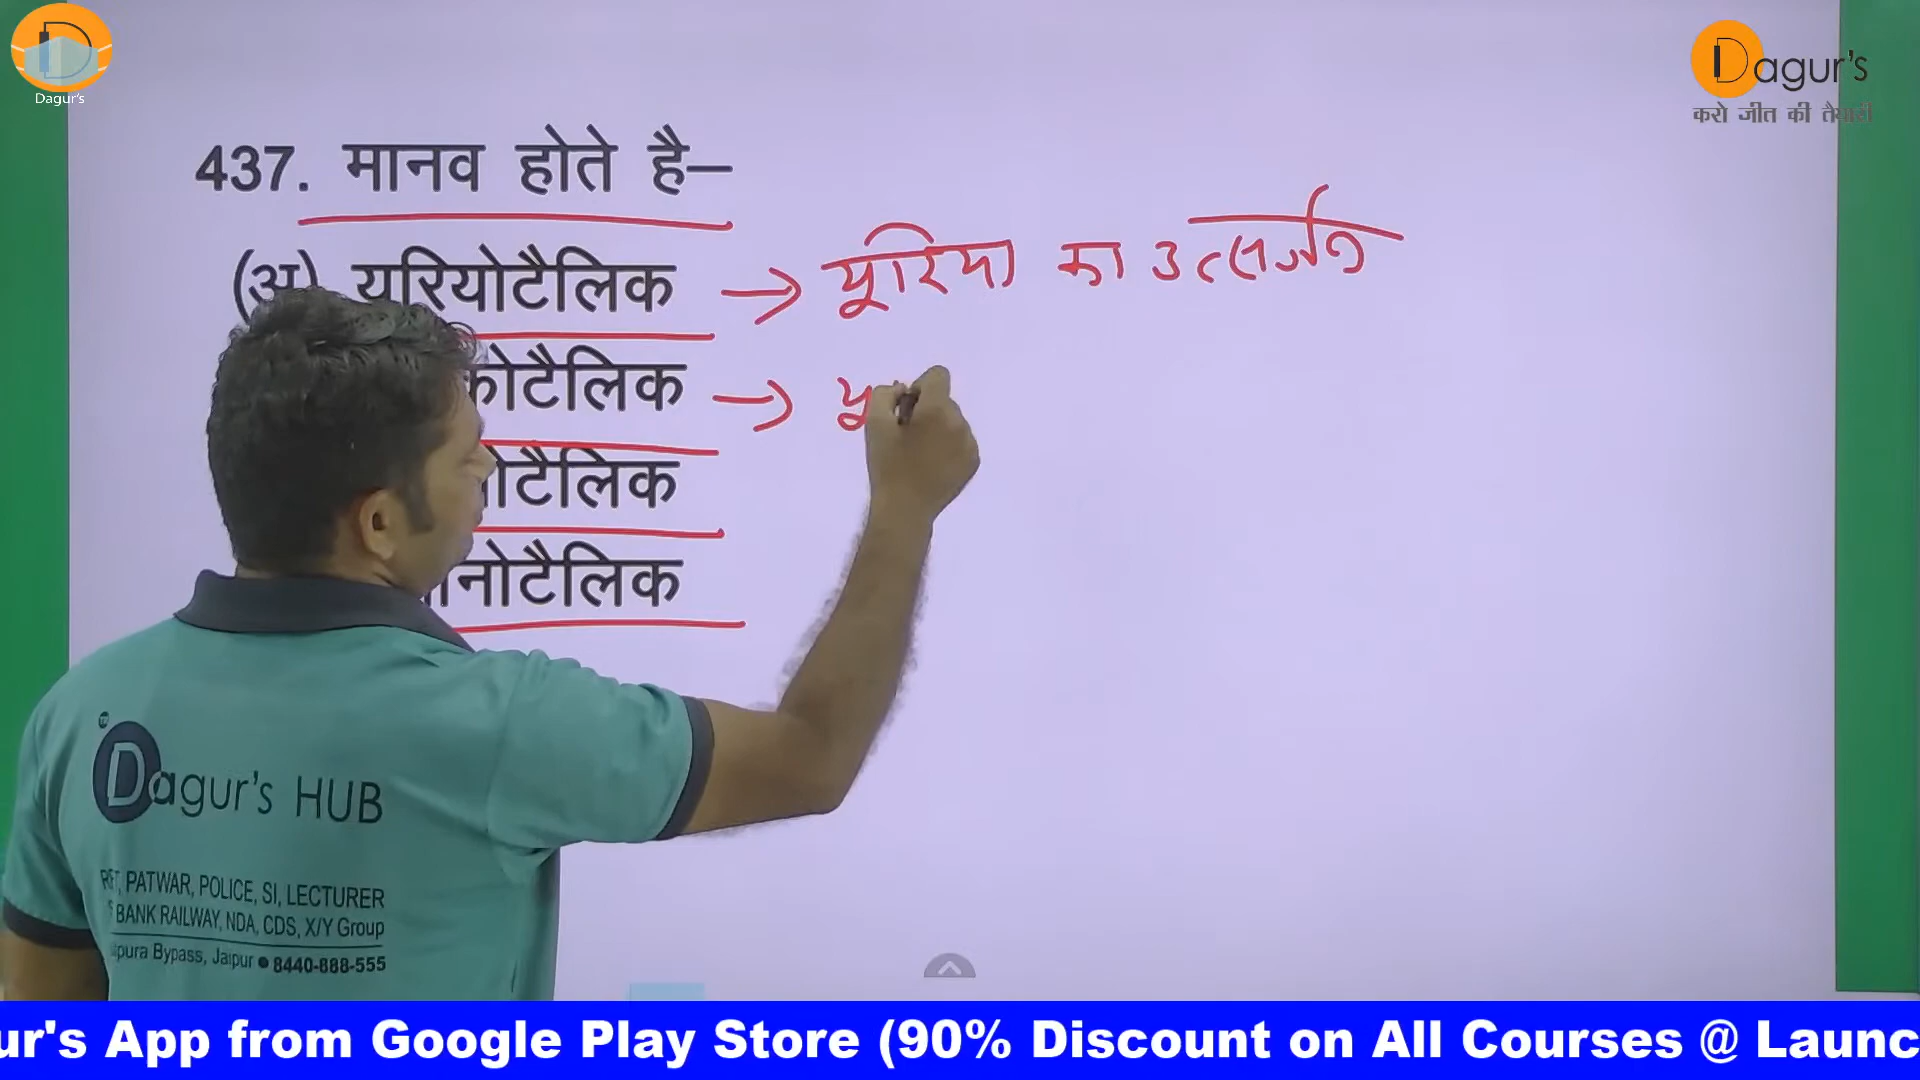 Dagur's
Dagur's
करो जीत की तैयारी
437. मानव होते है–
(अ) यूरियोटैलिक → यूरिया का उत्सर्जन
→ यू
Dagur's HUB
PATWAR, POLICE, SI, LECTURER
BANK RAILWAY, NDA, CDS, X/Y Group
Bypass, Jaipur ● 8440-888-555
ur's App from Google Play Store (90% Discount on All Courses @ Launc